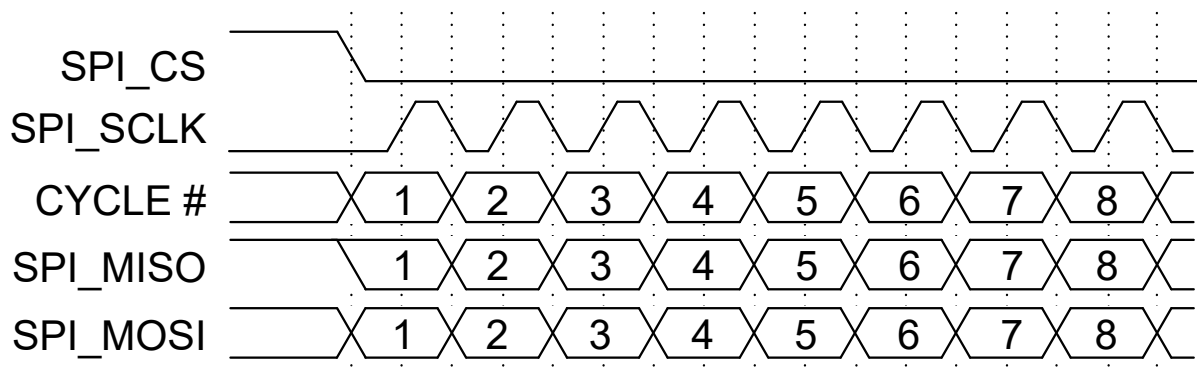 SPI_CS
SPI_SCLK
CYCLE # 1 2 3 4 5 6 7 8
SPI_MISO 1 2 3 4 5 6 7 8
SPI_MOSI 1 2 3 4 5 6 7 8